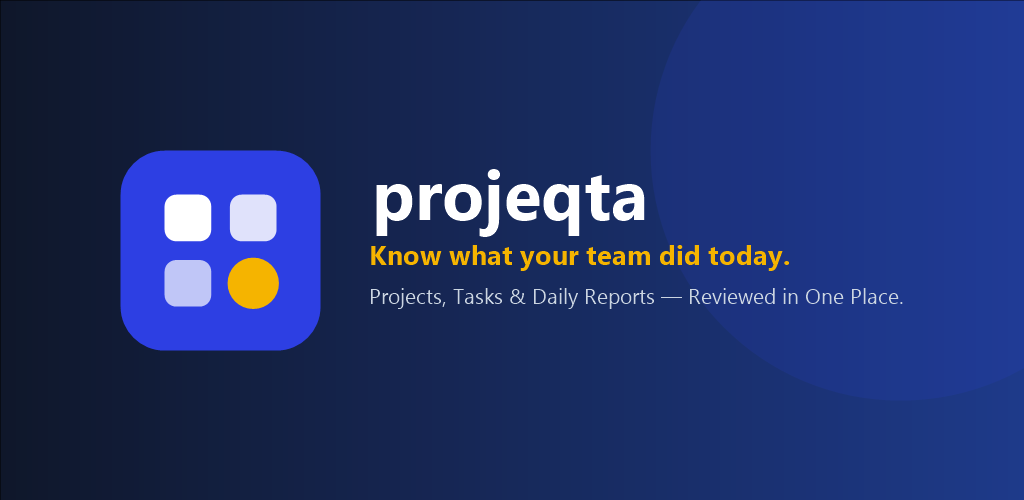 projeqta
Know what your team did today.
Projects, Tasks & Daily Reports — Reviewed in One Place.